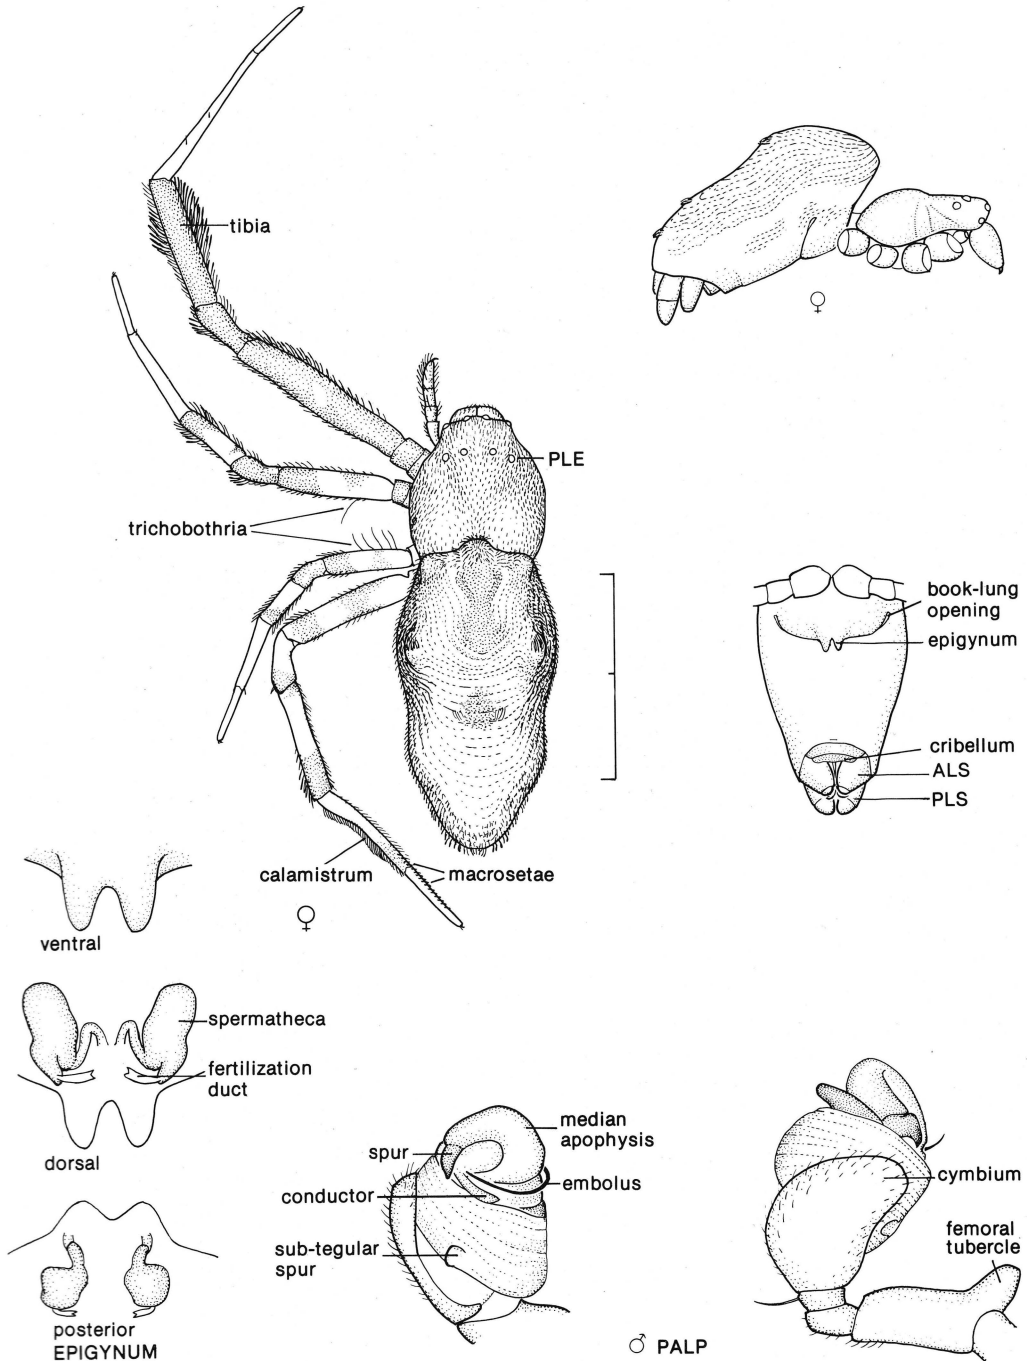 tibia
♀
PLE
trichobothria
book-lung
opening
epigynum
cribellum
ALS
PLS
calamistrum
macrosetae
♀
ventral
spermatheca
fertilization
duct
dorsal
median
apophysis
spur
embolus
conductor
cymbium
sub-tegular
spur
femoral
tubercle
posterior
EPIGYNUM
♂ PALP